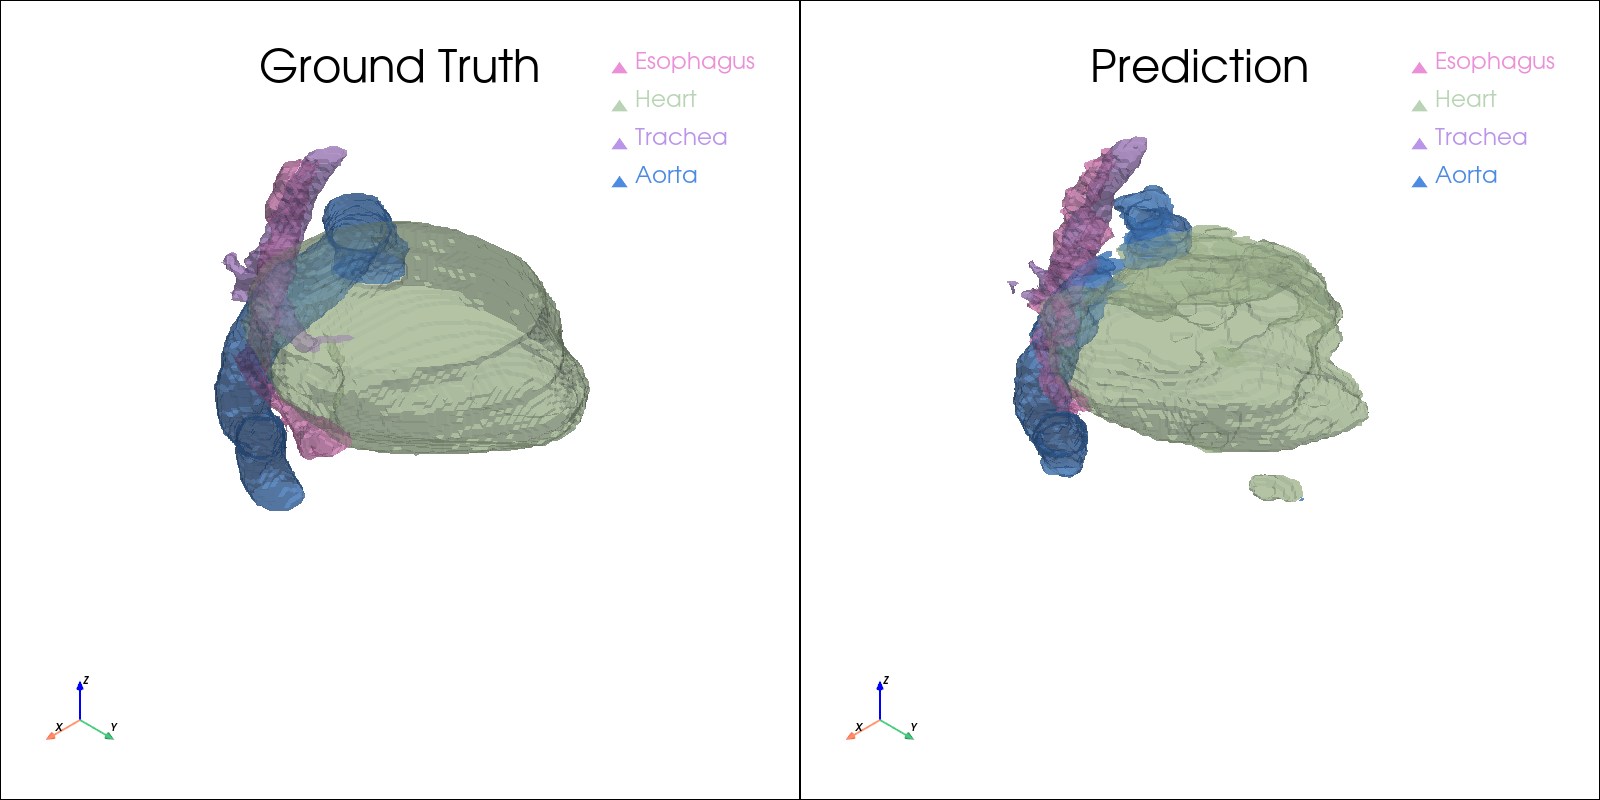 Ground Truth
Esophagus
Heart
Trachea
Aorta
Z
X
Y
Prediction
Esophagus
Heart
Trachea
Aorta
Z
X
Y